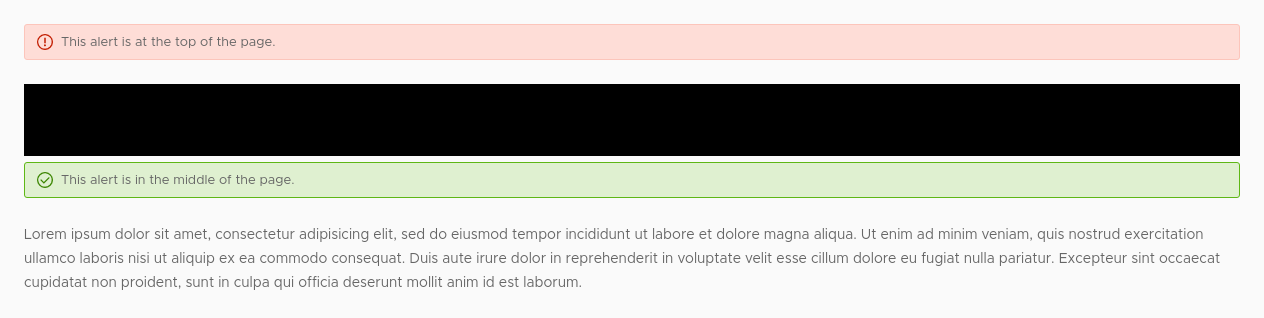 This alert is at the top of the page.
This alert is in the middle of the page.
Lorem ipsum dolor sit amet, consectetur adipisicing elit, sed do eiusmod tempor incididunt ut labore et dolore magna aliqua. Ut enim ad minim veniam, quis nostrud exercitation
ullamco laboris nisi ut aliquip ex ea commodo consequat. Duis aute irure dolor in reprehenderit in voluptate velit esse cillum dolore eu fugiat nulla pariatur. Excepteur sint occaecat
cupidatat non proident, sunt in culpa qui officia deserunt mollit anim id est laborum.